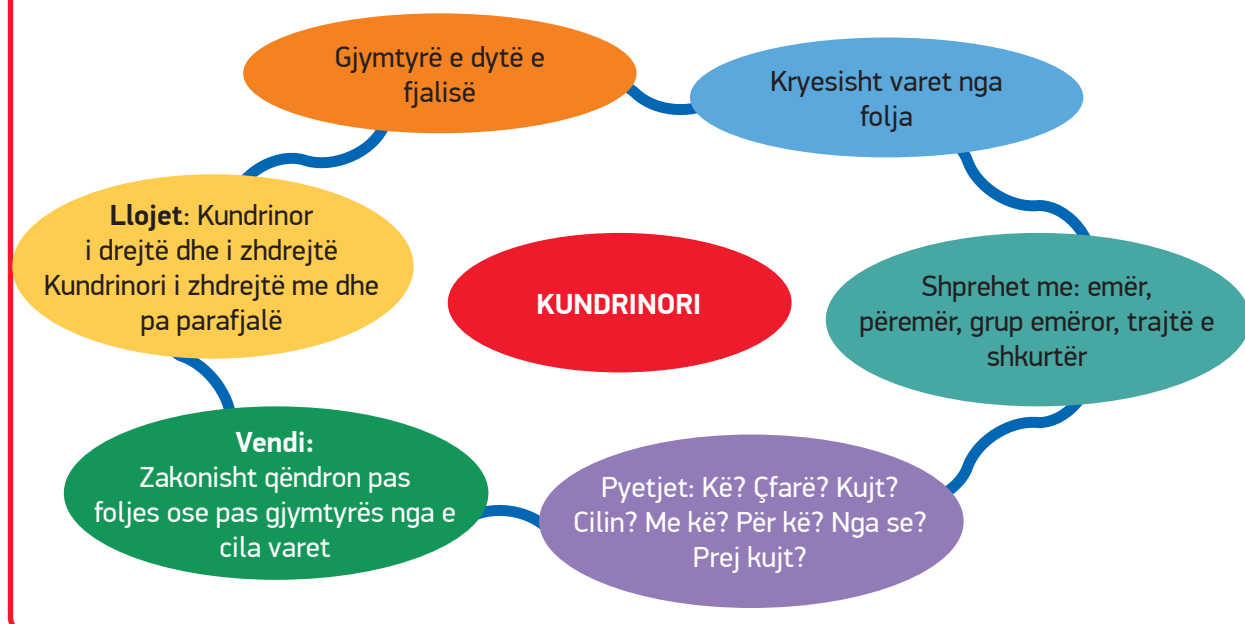 Gjymtyrë e dytë e
fjalisë
Kryesisht varet nga
folja
Llojet: Kundrinor
i drejtë dhe i zhdrejtë
Kundrinori i zhdrejtë me dhe
pa parafjalë
KUNDRINORI
Shprehet me: emër,
përemër, grup emëror, trajtë e
shkurtër
Vendi:
Zakonisht qëndron pas
foljes ose pas gjymtyrës nga e
cila varet
Pyetjet: Kë? Çfarë? Kujt?
Cilin? Me kë? Për kë? Nga se?
Prej kujt?